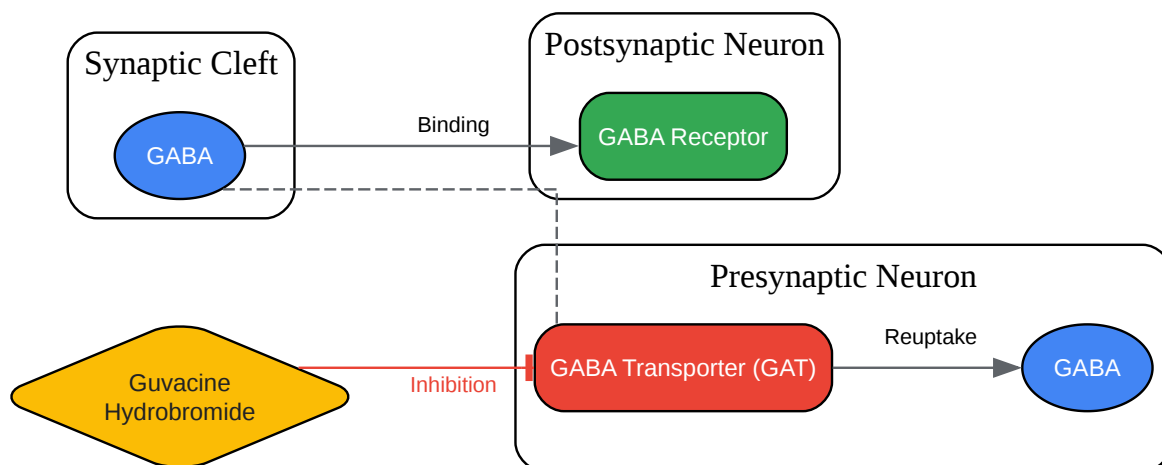 Synaptic Cleft
GABA
Binding
Postsynaptic Neuron
GABA Receptor
Presynaptic Neuron
Guvacine
Hydrobromide
Inhibition
GABA Transporter (GAT)
Reuptake
GABA